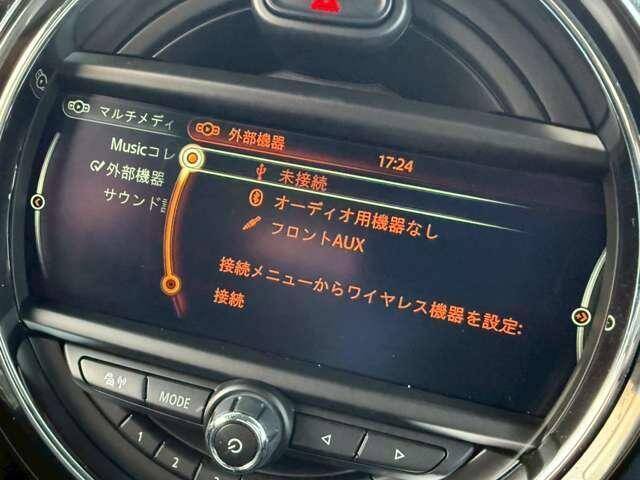 マルチメディ
外部機器
17:24
Musicコレ
外部機器
サウンド
未接続
オーディオ用機器なし
フロントAUX
接続メニューからワイヤレス機器を設定:
接続
MODE
1
2